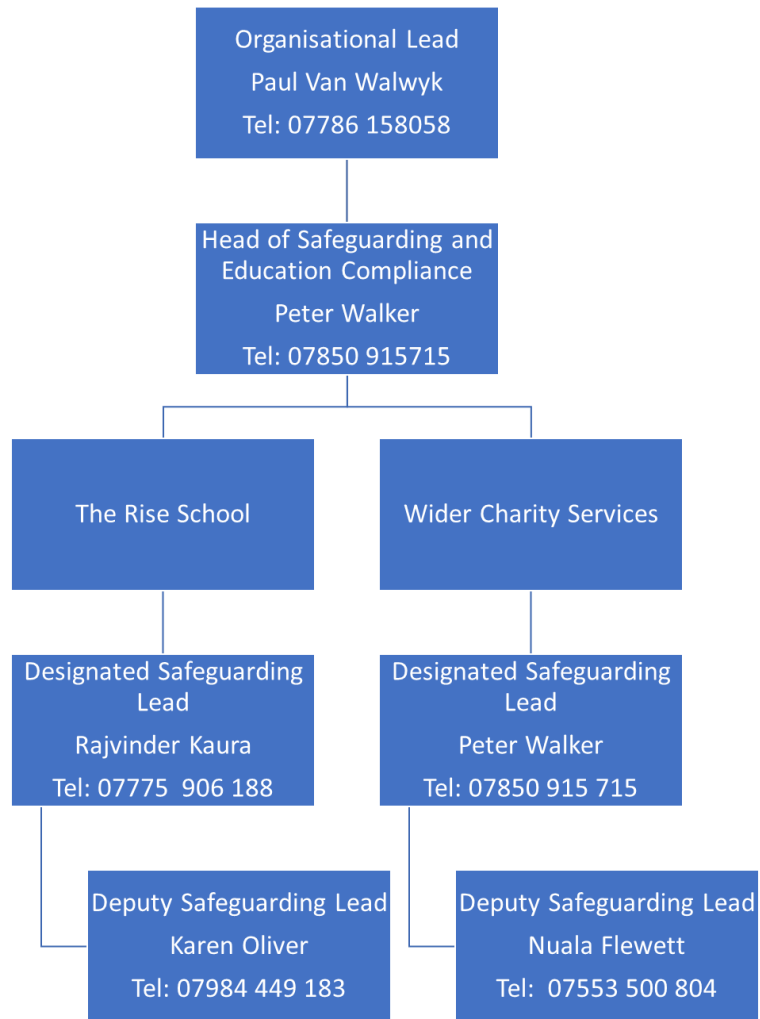 Organisational Lead
Paul Van Walwyk
Tel: 07786 158058
Head of Safeguarding and
Education Compliance
Peter Walker
Tel: 07850 915715
The Rise School
Wider Charity Services
Designated Safeguarding
Lead
Rajvinder Kaura
Tel: 07775  906 188
Designated Safeguarding
Lead
Peter Walker
Tel: 07850 915 715
Deputy Safeguarding Lead
Karen Oliver
Tel: 07984 449 183
Deputy Safeguarding Lead
Nuala Flewett
Tel:  07553 500 804